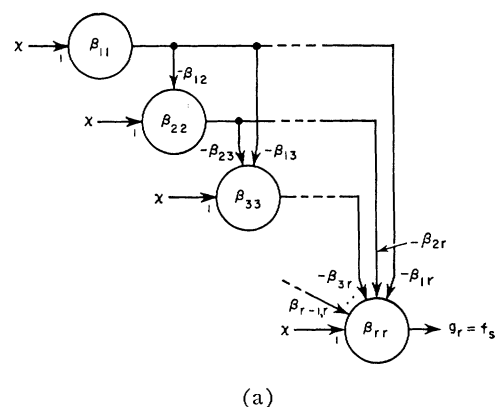 χ 1 β11
-β12
χ 1 β22
-β23 -β13
χ 1 β33
-β2r
-β3r -β1r
βr-1,r
χ 1 βrr gr = fs
(a)